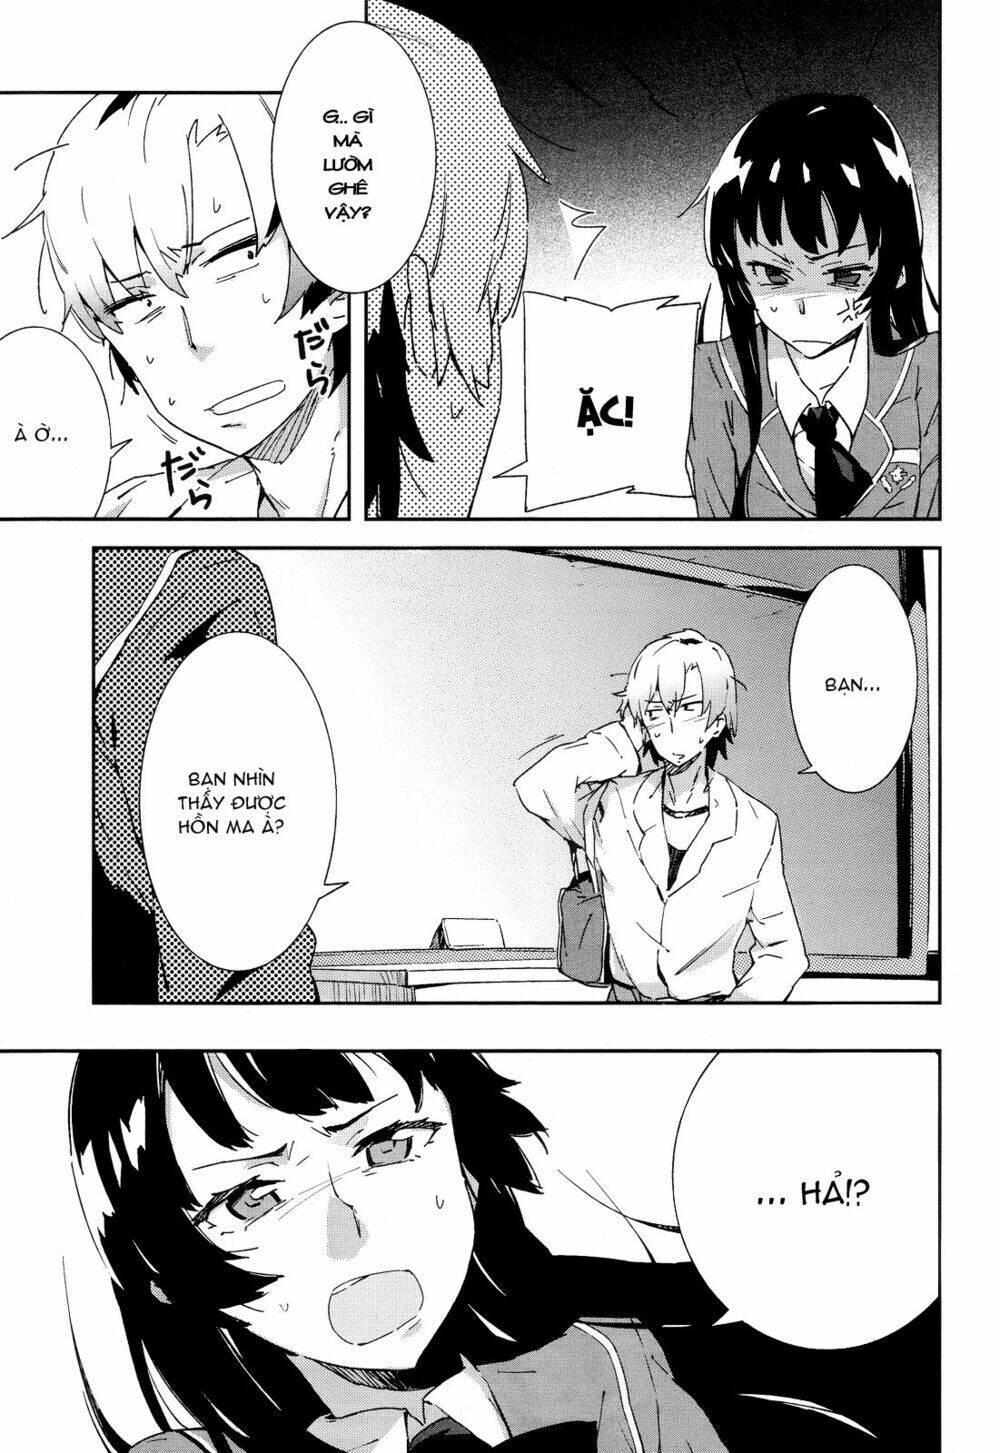 ẶC!
G.. GÌ
MÀ
LƯỜM
GHÊ
VẬY?
だら
だら
À Ờ...
BẠN...
BẠN NHÌN
THẤY ĐƯỢC
HỒN MA À?
... HẢ!?